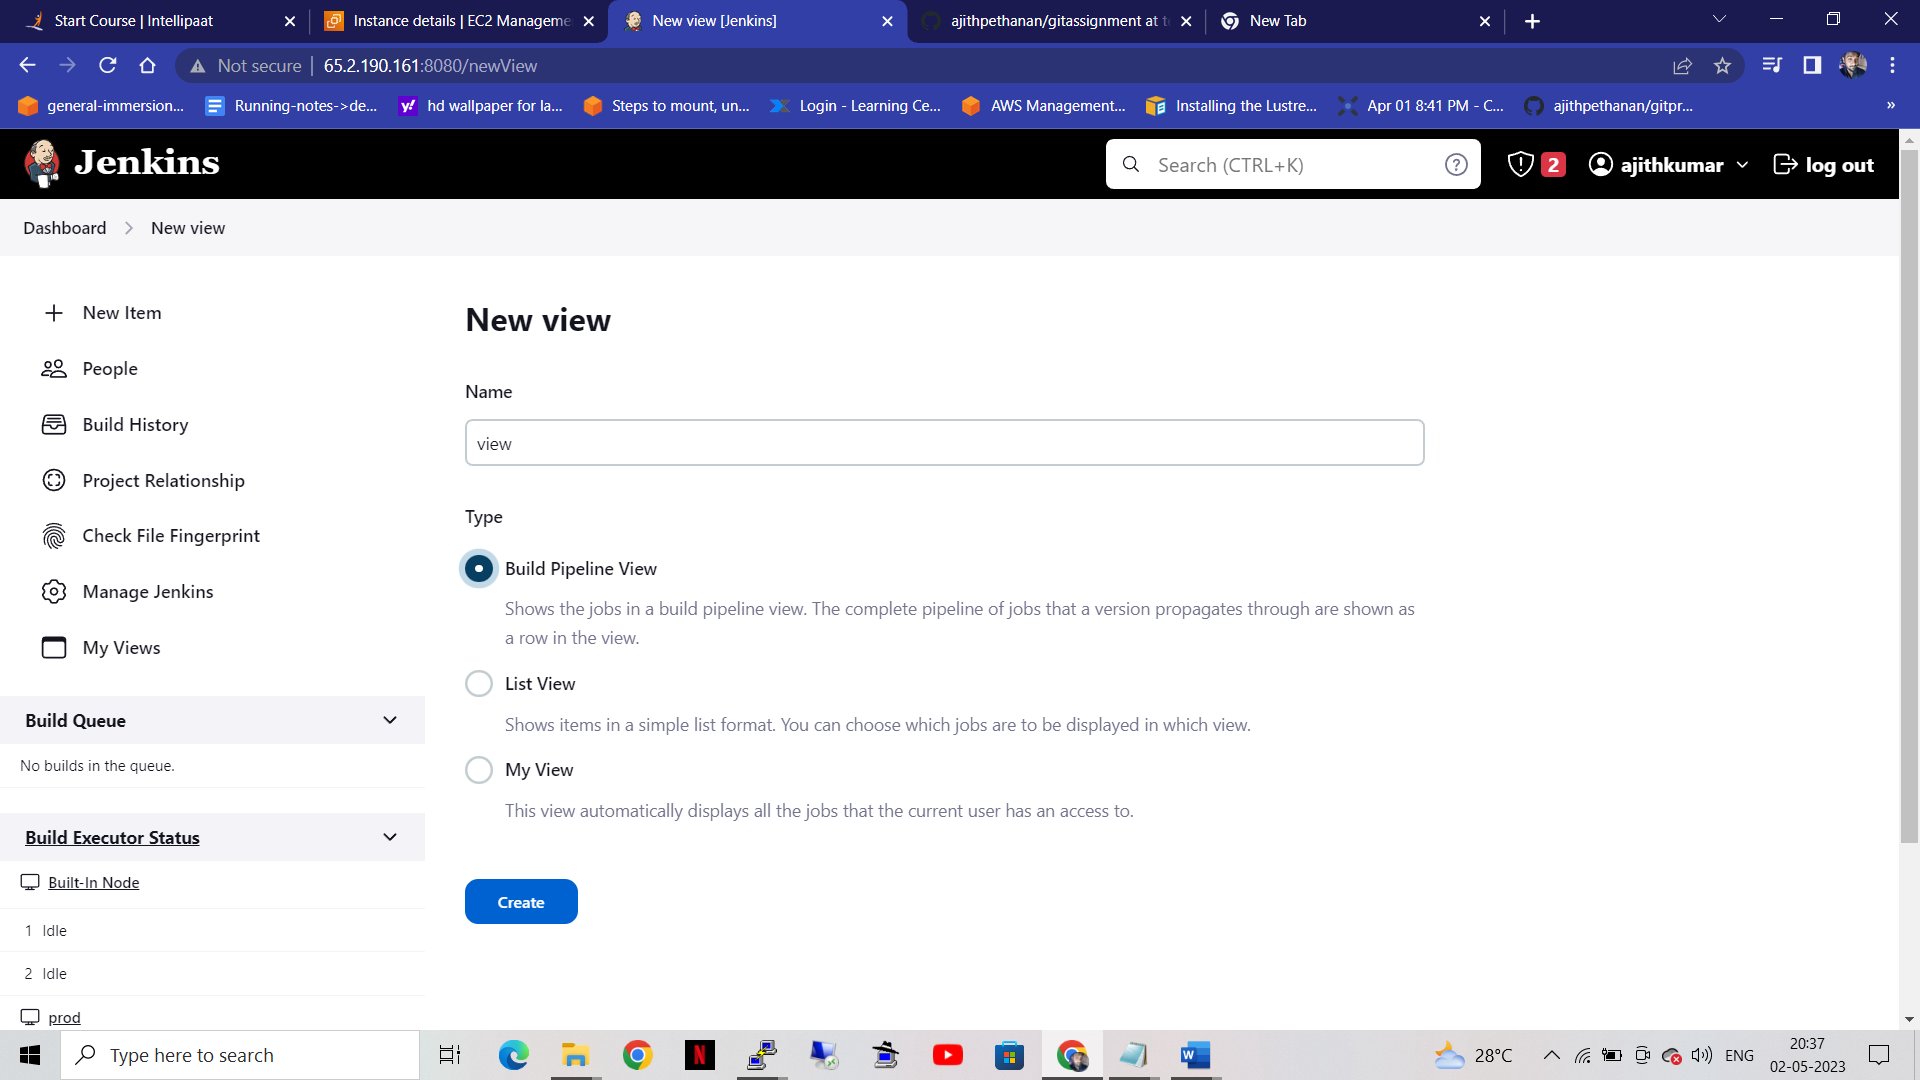 Start Course | Intellipaat
Instance details | EC2 Manageme
New view [Jenkins]
ajithpethanan/gitassignment at te
New Tab
Not secure
65.2.190.161:8080/newView
general-immersion...
Running-notes->de...
hd wallpaper for la...
Steps to mount, un...
Login - Learning Ce...
AWS Management...
Installing the Lustre...
Apr 01 8:41 PM - C...
ajithpethanan/gitpr...
»
Jenkins
Search (CTRL+K)
2
ajithkumar
log out
Dashboard
New view
New Item
People
Build History
Project Relationship
Check File Fingerprint
Manage Jenkins
My Views
Build Queue
No builds in the queue.
Build Executor Status
Built-In Node
1 Idle
2 Idle
prod
New view
Name
view
Type
Build Pipeline View
Shows the jobs in a build pipeline view. The complete pipeline of jobs that a version propagates through are shown as
a row in the view.
List View
Shows items in a simple list format. You can choose which jobs are to be displayed in which view.
My View
This view automatically displays all the jobs that the current user has an access to.
Create
Type here to search
28°C
ENG
20:37
02-05-2023